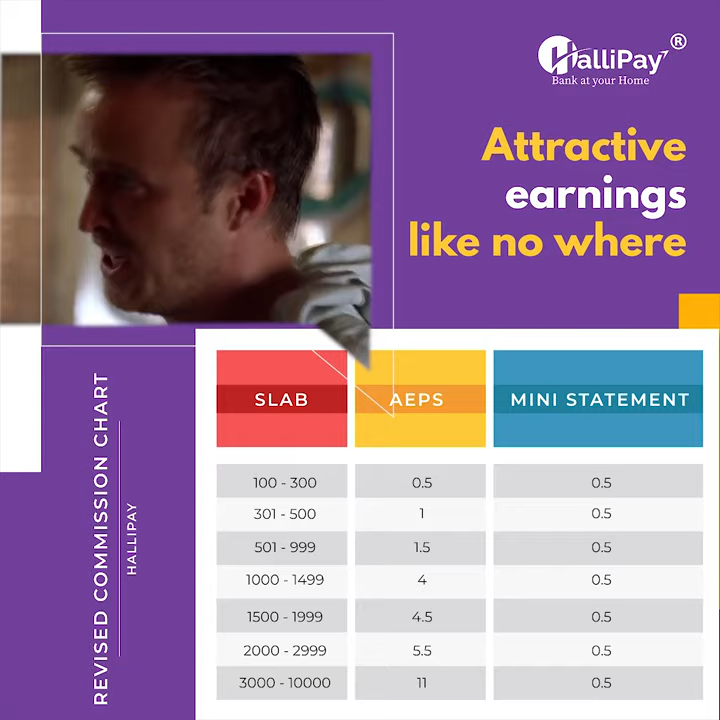 HalliPay®
Bank at your Home
Attractive
earnings
like no where
REVISED COMMISSION CHART
HALLIPAY
SLAB AEPS MINI STATEMENT
100 - 300 0.5 0.5
301 - 500 1 0.5
501 - 999 1.5 0.5
1000 - 1499 4 0.5
1500 - 1999 4.5 0.5
2000 - 2999 5.5 0.5
3000 - 10000 11 0.5